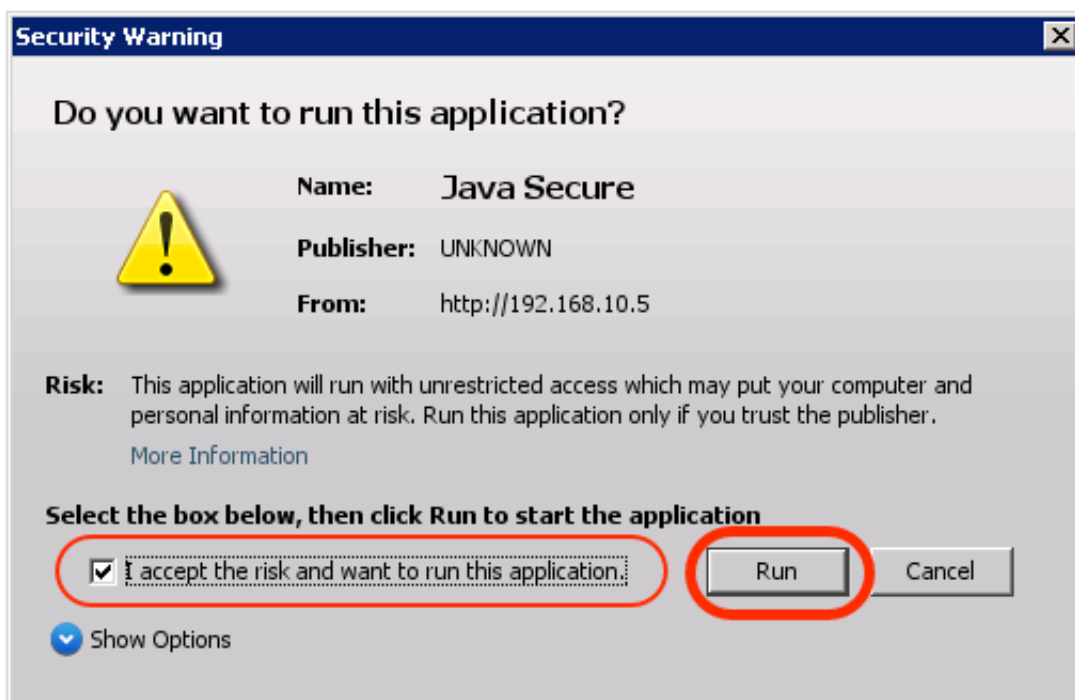 Security Warning
Do you want to run this application?
Name: Java Secure
Publisher: UNKNOWN
From: http://192.168.10.5
Risk: This application will run with unrestricted access which may put your computer and
personal information at risk. Run this application only if you trust the publisher.
More Information
Select the box below, then click Run to start the application
I accept the risk and want to run this application.
Run Cancel
Show Options